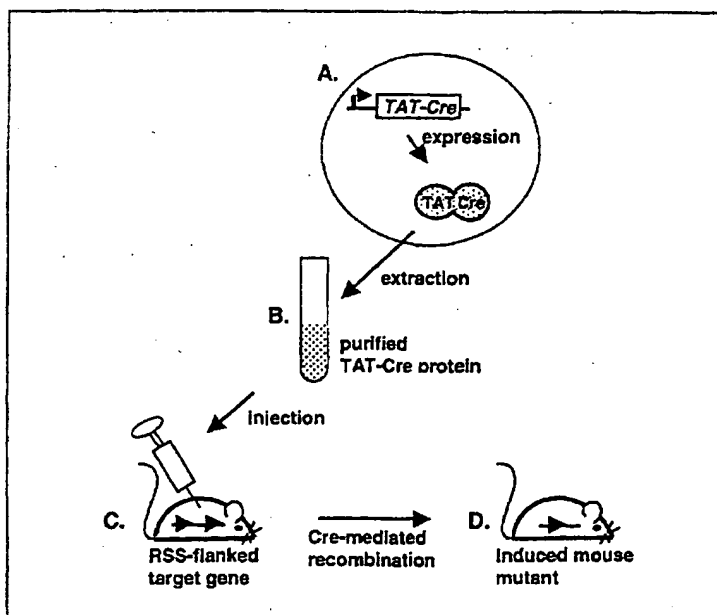 A.
TAT-Cre
expression
TAT Cre
extraction
B.
purified
TAT-Cre protein
injection
C.
RSS-flanked
target gene
Cre-mediated
recombination
D.
Induced mouse
mutant